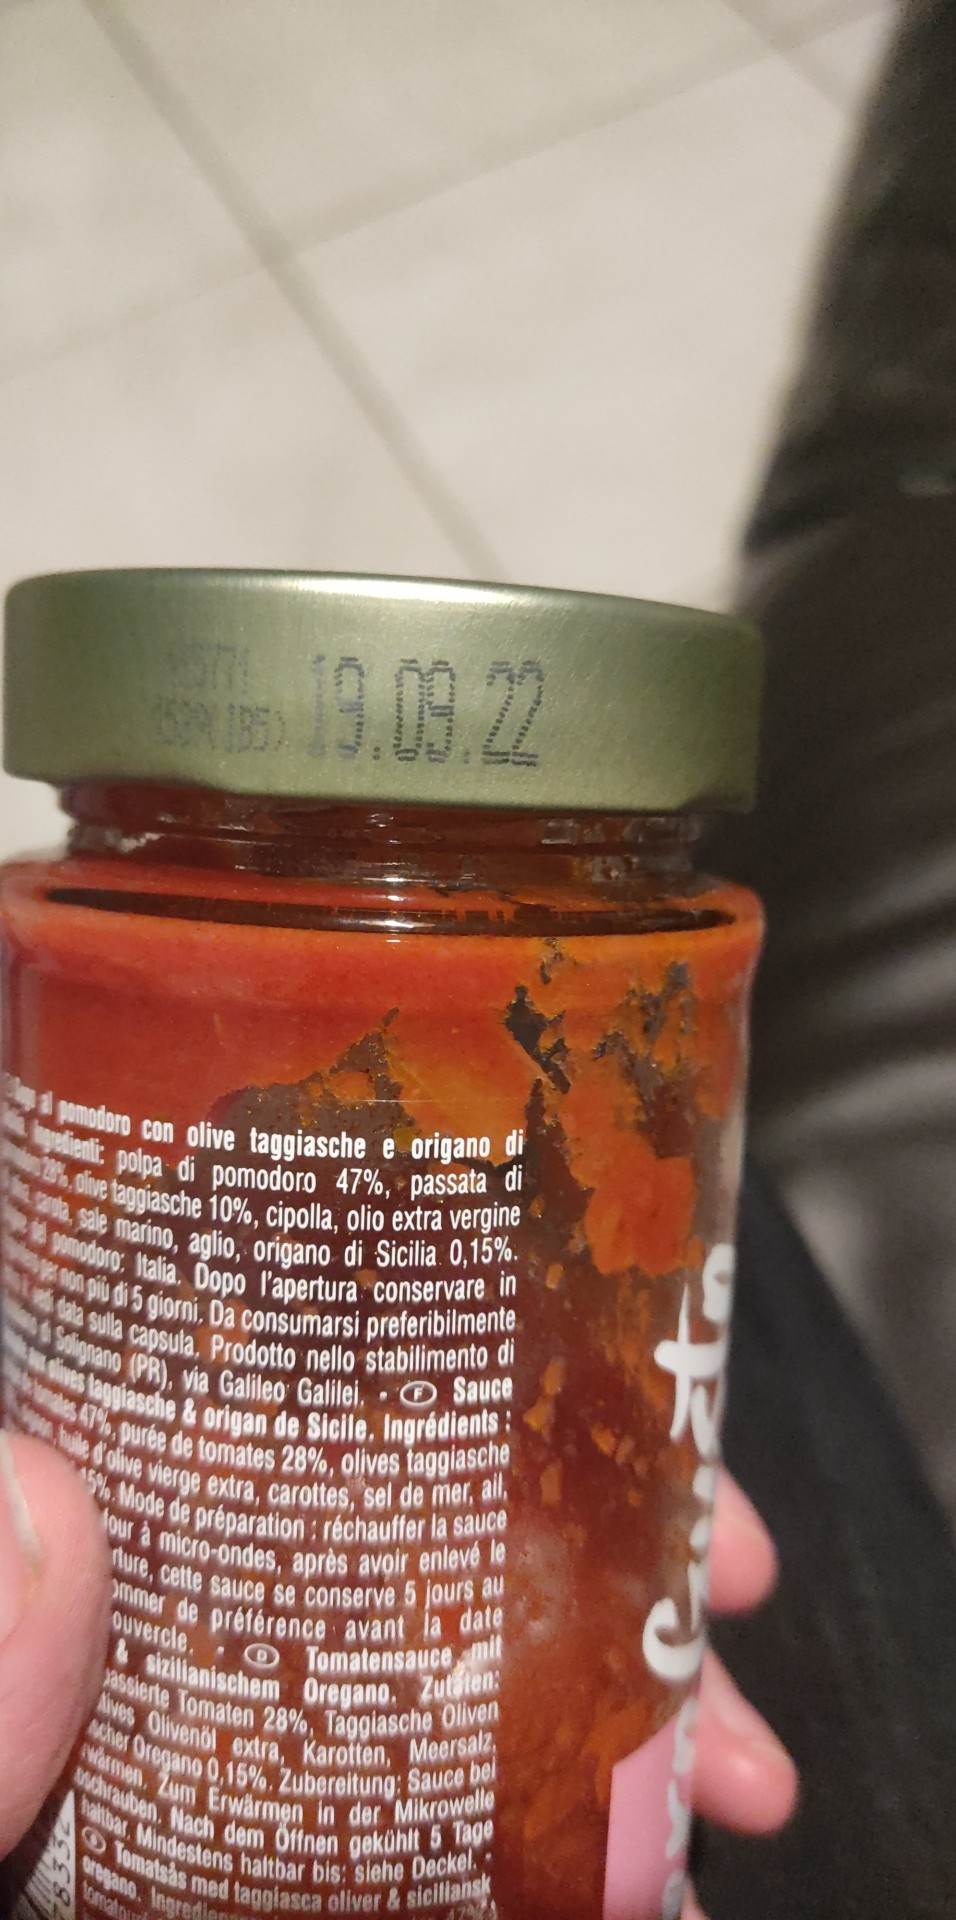 19.09.22
al pomodoro con olive taggiasche e origano di
Ingredienti: polpa di pomodoro 47%, passata di
28%, olive taggiasche 10%, cipolla, olio extra vergine
carota, sale marino, aglio, origano di Sicilia 0,15%.
del pomodoro: Italia. Dopo l'apertura conservare in
per non più di 5 giorni. Da consumarsi preferibilmente
data sulla capsula. Prodotto nello stabilimento di
di Solignano (PR), via Galileo Galilei. • F Sauce
aux olives taggiasche & origan de Sicile. Ingrédients :
tomates 47%, purée de tomates 28%, olives taggiasche
huile d'olive vierge extra, carottes, sel de mer, ail,
15%. Mode de préparation : réchauffer la sauce
four à micro-ondes, après avoir enlevé le
cette sauce se conserve 5 jours au
de préférence avant la date
• D Tomatensauce mit
& sizilianischem Oregano. Zutaten:
passierte Tomaten 28%, Taggiasche Oliven
Olivenöl extra, Karotten, Meersalz,
Oregano 0,15%. Zubereitung: Sauce bei
Zum Erwärmen in der Mikrowelle
Nach dem Öffnen gekühlt 5 Tage
haltbar. Mindestens haltbar bis: siehe Deckel. •
S Tomatsås med taggiasca oliver & siciliansk
oregano.